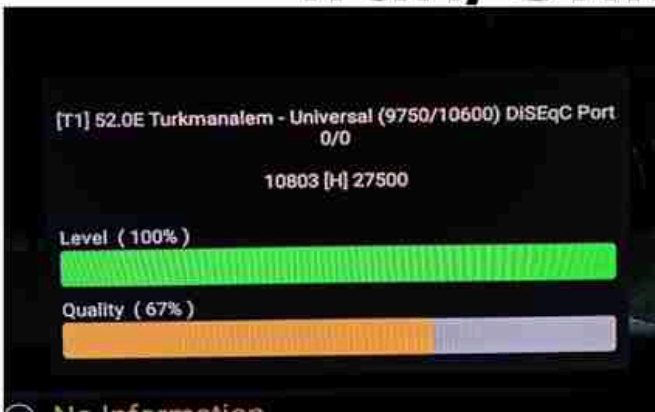 [T1] 52.0E Turkmanalem - Universal (9750/10600) DiSEqC Port
0/0
10803 [H] 27500
Level ( 100% )
Quality ( 67% )
No Information